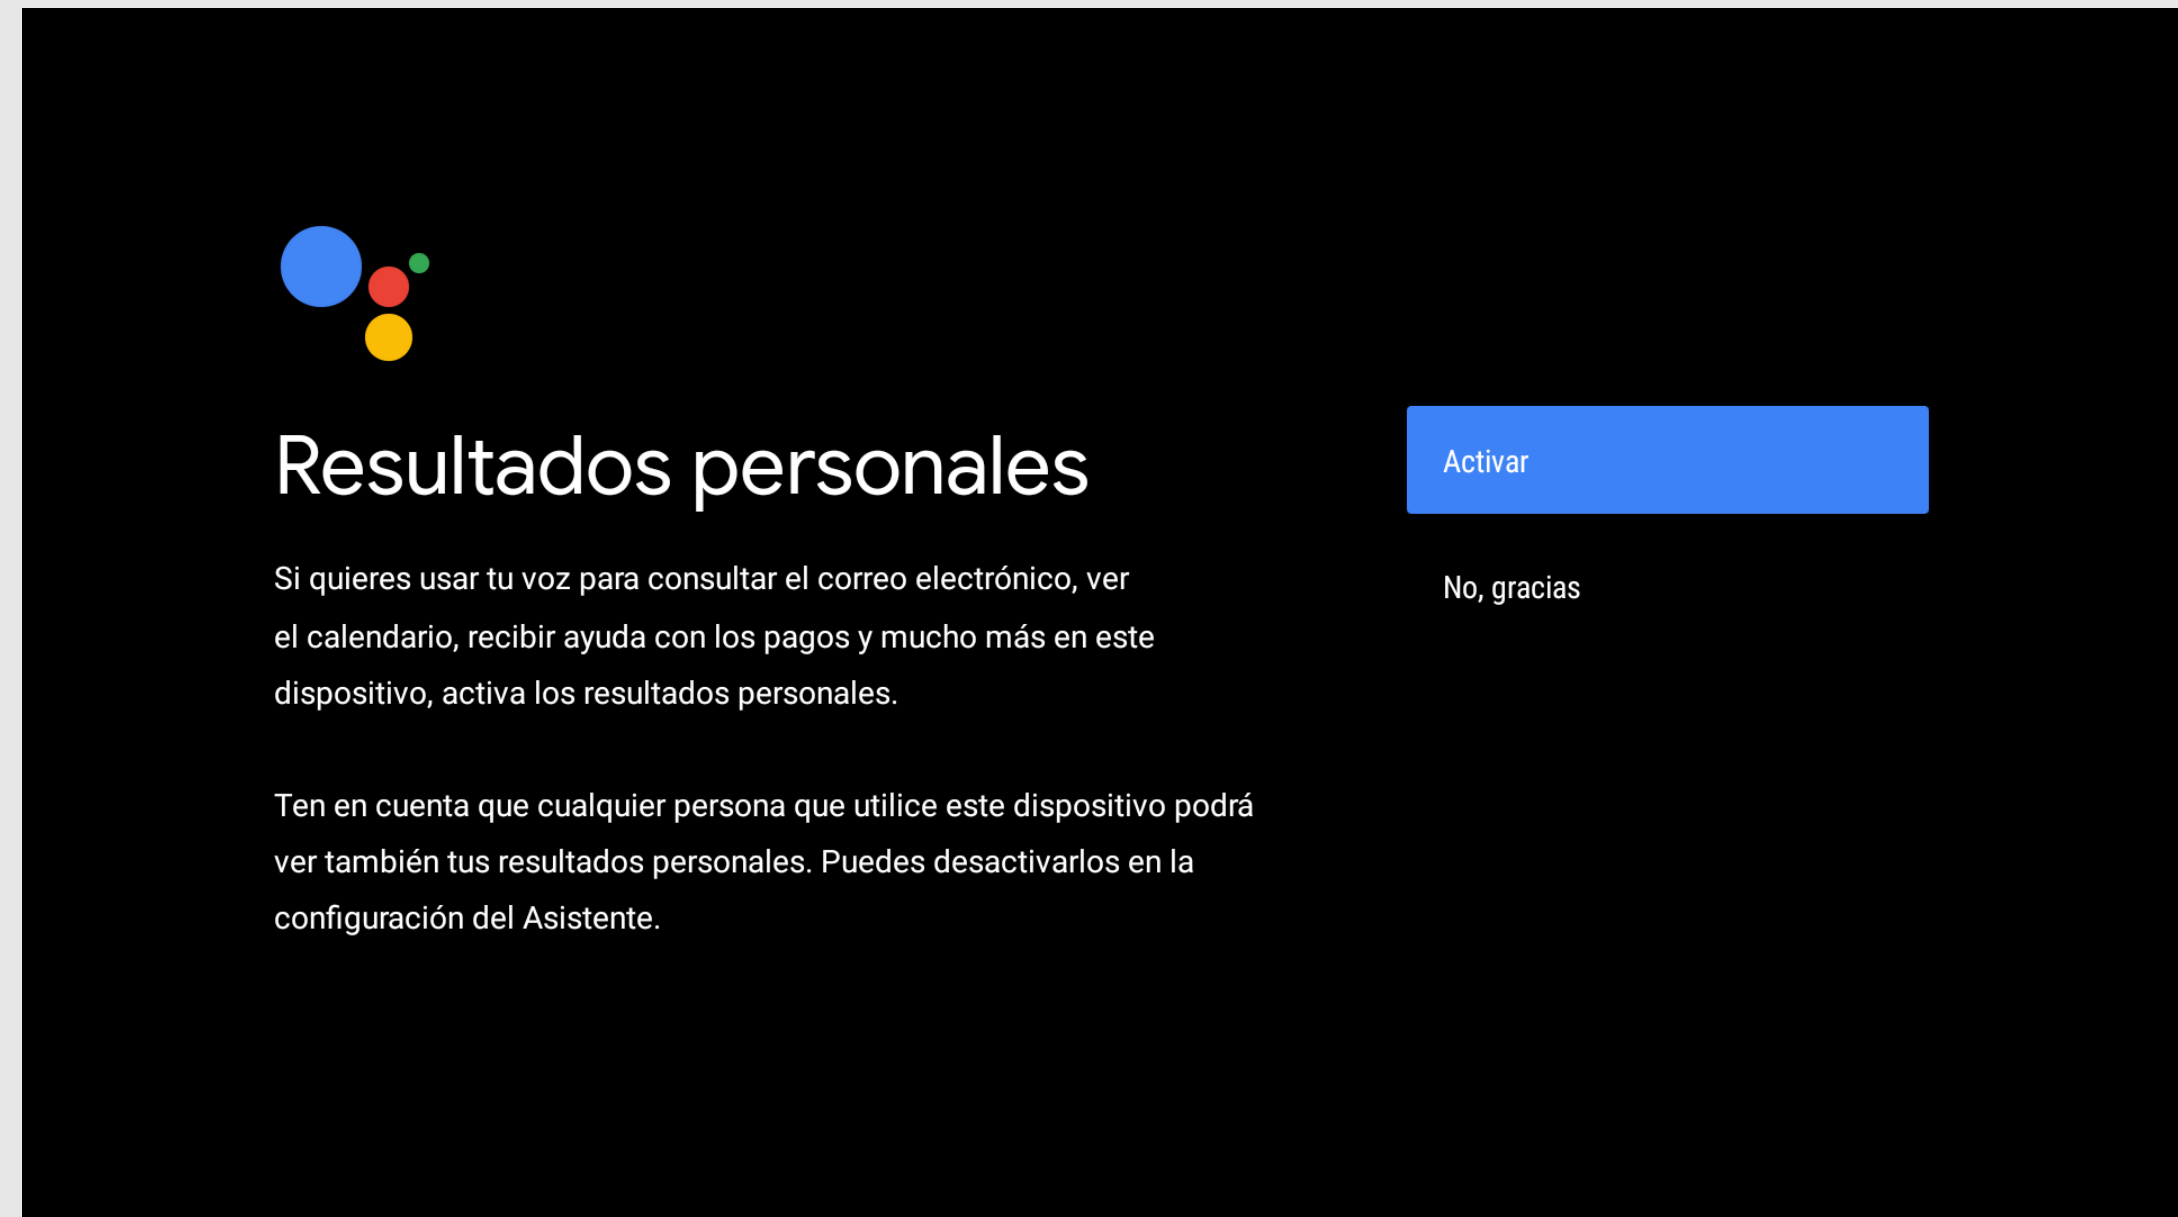 Resultados personales
Si quieres usar tu voz para consultar el correo electrónico, ver
el calendario, recibir ayuda con los pagos y mucho más en este
dispositivo, activa los resultados personales.
Ten en cuenta que cualquier persona que utilice este dispositivo podrá
ver también tus resultados personales. Puedes desactivarlos en la
configuración del Asistente.
Activar
No, gracias